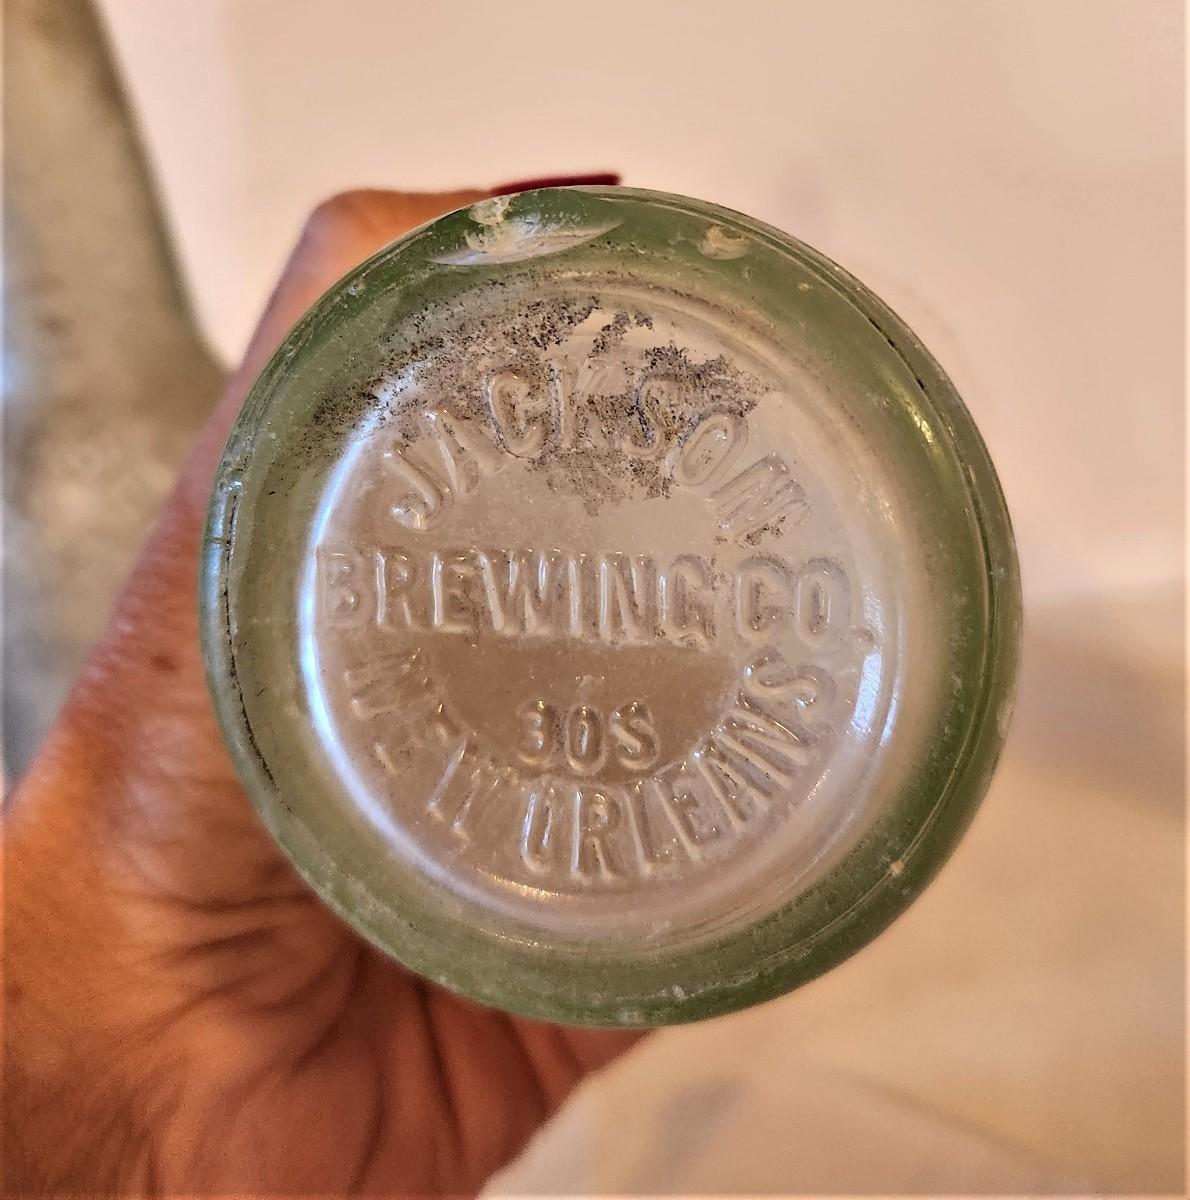 JACKSON
BREWING CO.
30S
NEW ORLEANS